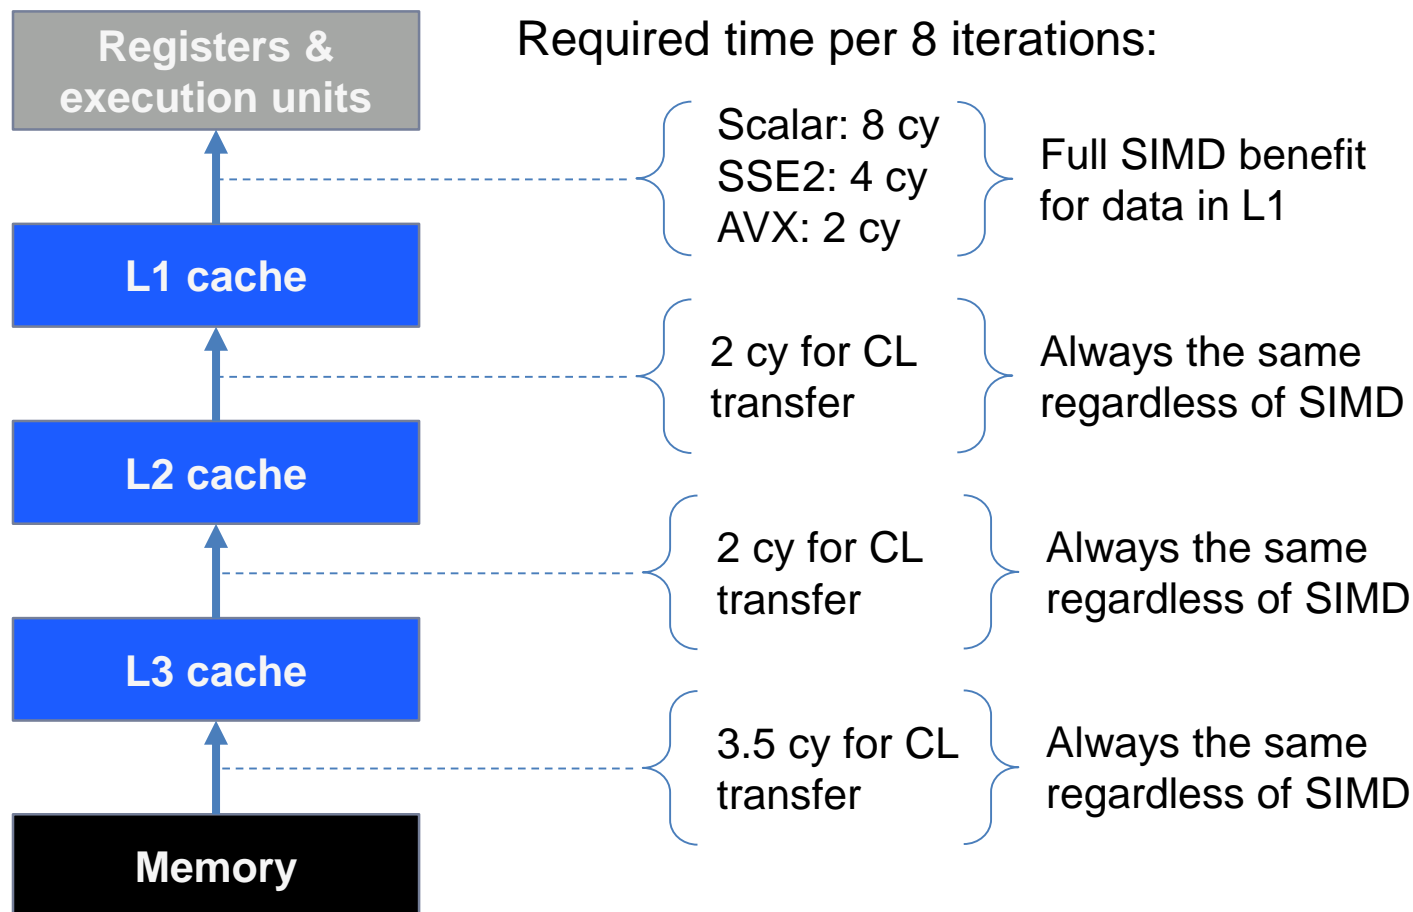 Registers &
execution units
Required time per 8 iterations:
Scalar: 8 cy
SSE2: 4 cy
AVX: 2 cy
Full SIMD benefit
for data in L1
L1 cache
2 cy for CL
transfer
Always the same
regardless of SIMD
L2 cache
2 cy for CL
transfer
Always the same
regardless of SIMD
L3 cache
3.5 cy for CL
transfer
Always the same
regardless of SIMD
Memory